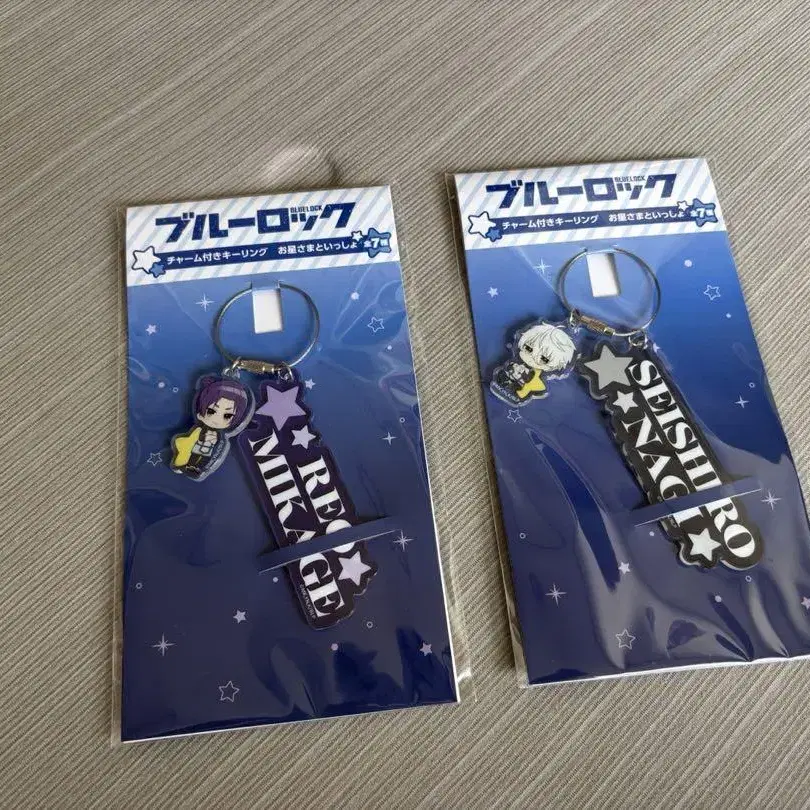 ブルーロック
BLUELOCK
チャーム付きキーリング お星さまといっしょ 全7種
REO
MIKAGE
ブルーロック
BLUELOCK
チャーム付きキーリング お星さまといっしょ 全7種
SEISHIRO
NAGI